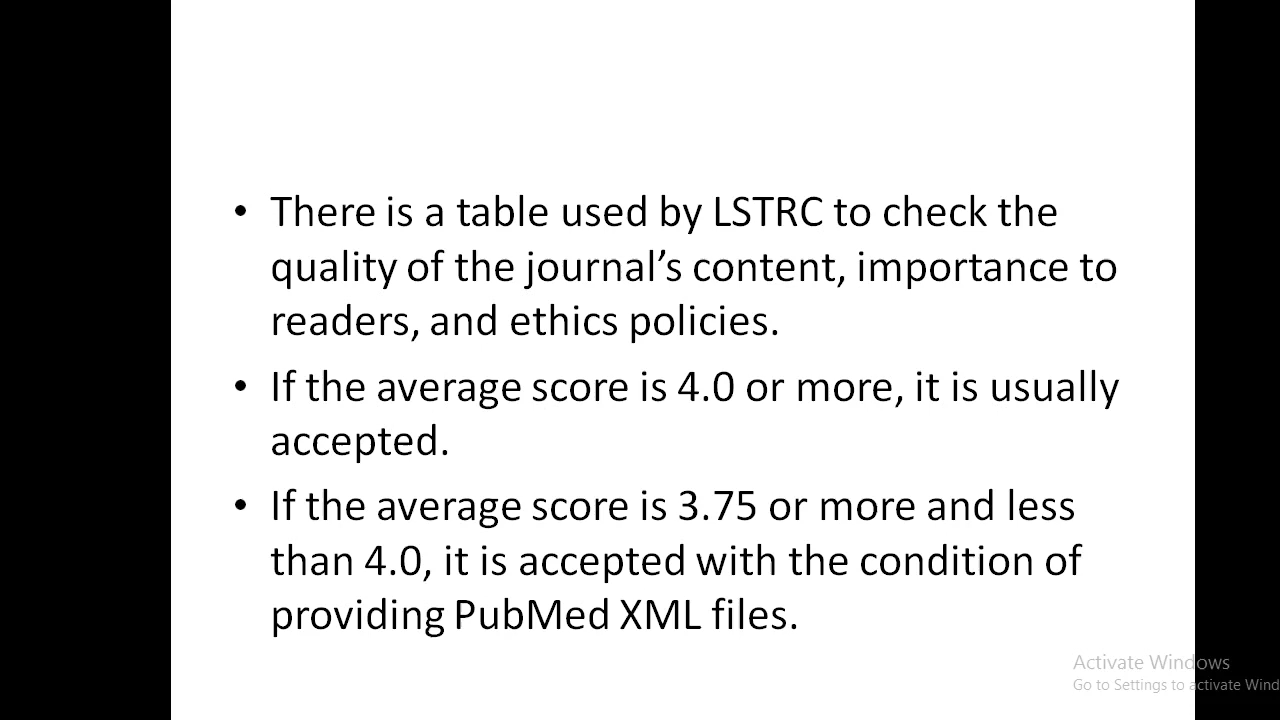 • There is a table used by LSTRC to check the
quality of the journal’s content, importance to
readers, and ethics policies.
• If the average score is 4.0 or more, it is usually
accepted.
• If the average score is 3.75 or more and less
than 4.0, it is accepted with the condition of
providing PubMed XML files.
Activate Windows
Go to Settings to activate Wind